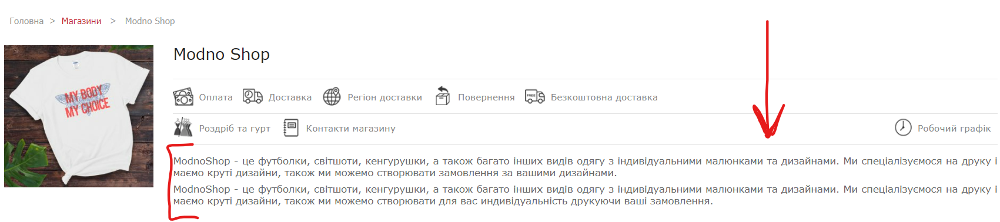 Головна > Магазини > Modno Shop
Modno Shop
MY BODY
MY CHOICE
Оплата Доставка Регіон доставки Повернення FREE Безкоштовна доставка
Роздріб та гурт Контакти магазину Робочий графік
ModnoShop - це футболки, світшоти, кенгурушки, а також багато інших видів одягу з індивідуальними малюнками та дизайнами. Ми спеціалізуємося на друку і
маємо круті дизайни, також ми можемо створювати замовлення за вашими дизайнами.
ModnoShop - це футболки, світшоти, кенгурушки, а також багато інших видів одягу з індивідуальними малюнками та дизайнами. Ми спеціалізуємося на друку і
маємо круті дизайни, також ми можемо створювати для вас индивідуальність друкуючи ваші замовлення.